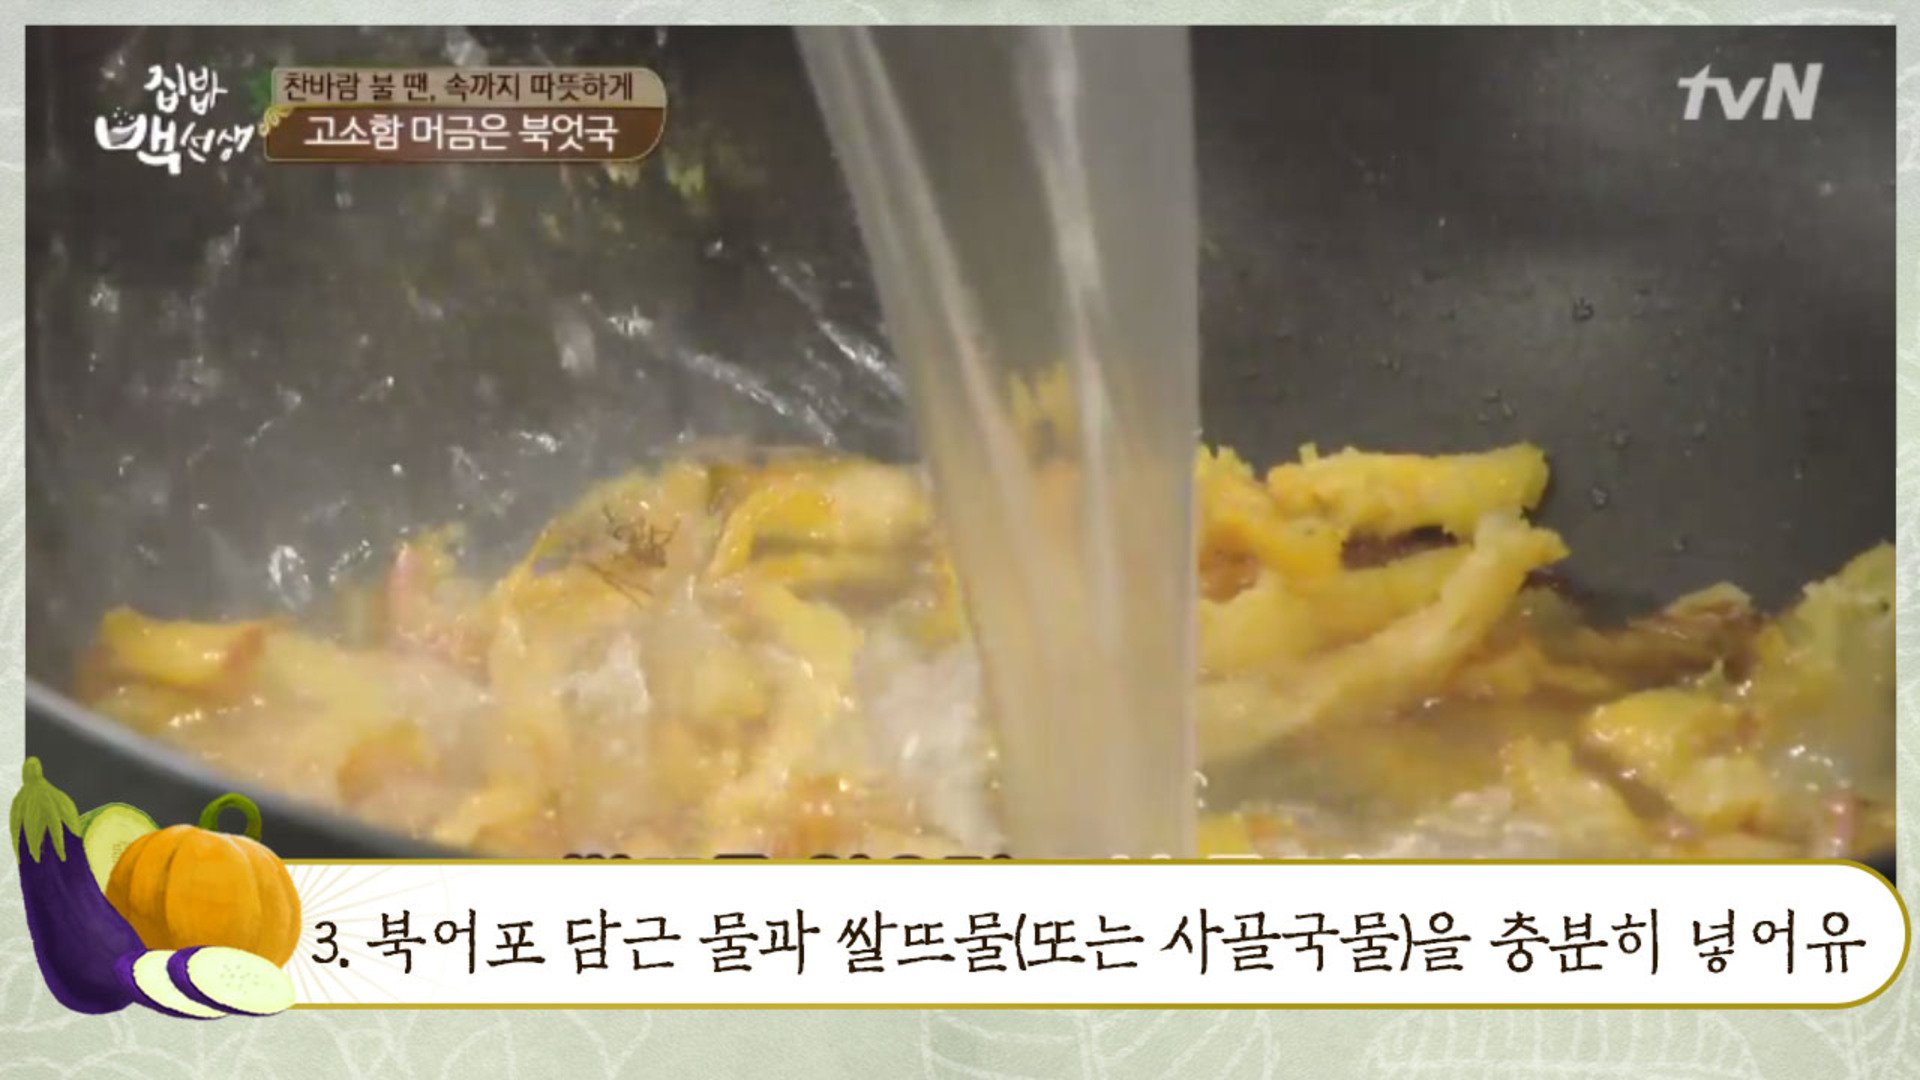 집밥
백선생
찬바람 불 땐, 속까지 따뜻하게
고소함 머금은 북엇국
tvN
3. 북어포 담근 물과 쌀뜨물(또는 사골국물)을 충분히 넣어유